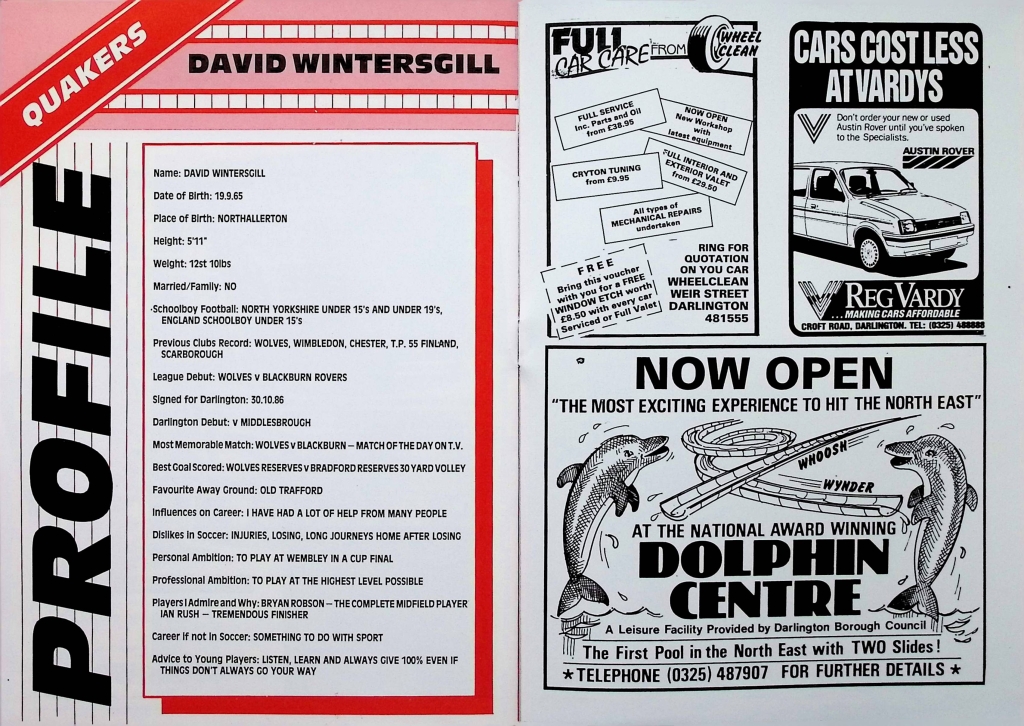 QUAKERS
DAVID WINTERSGILL
PROFILE
Name: DAVID WINTERSGILL
Date of Birth: 19.9.65
Place of Birth: NORTHALLERTON
Height: 5'11"
Weight: 12st 10lbs
Married/Family: NO
Schoolboy Football: NORTH YORKSHIRE UNDER 15's AND UNDER 19's,
ENGLAND SCHOOLBOY UNDER 15's
Previous Clubs Record: WOLVES, WIMBLEDON, CHESTER, T.P. 55 FINLAND,
SCARBOROUGH
League Debut: WOLVES v BLACKBURN ROVERS
Signed for Darlington: 30.10.86
Darlington Debut: v MIDDLESBROUGH
Most Memorable Match: WOLVES v BLACKBURN — MATCH OF THE DAY ON T.V.
Best Goal Scored: WOLVES RESERVES v BRADFORD RESERVES 30 YARD VOLLEY
Favourite Away Ground: OLD TRAFFORD
Influences on Career: I HAVE HAD A LOT OF HELP FROM MANY PEOPLE
Dislikes in Soccer: INJURIES, LOSING, LONG JOURNEYS HOME AFTER LOSING
Personal Ambition: TO PLAY AT WEMBLEY IN A CUP FINAL
Professional Ambition: TO PLAY AT THE HIGHEST LEVEL POSSIBLE
Players I Admire and Why: BRYAN ROBSON — THE COMPLETE MIDFIELD PLAYER
IAN RUSH — TREMENDOUS FINISHER
Career if not in Soccer: SOMETHING TO DO WITH SPORT
Advice to Young Players: LISTEN, LEARN AND ALWAYS GIVE 100% EVEN IF
THINGS DON'T ALWAYS GO YOUR WAY
FULL
CAR CARE
FROM
WHEEL
CLEAN
FULL SERVICE
Inc. Parts and Oil
from £38.95
NOW OPEN
New Workshop
with
latest equipment
CRYTON TUNING
from £9.95
FULL INTERIOR AND
EXTERIOR VALET
from £29.50
All types of
MECHANICAL REPAIRS
undertaken
FREE
Bring this voucher
with you for a FREE
WINDOW ETCH worth
£8.50 with every car
Serviced or Full Valet
RING FOR
QUOTATION
ON YOU CAR
WHEELCLEAN
WEIR STREET
DARLINGTON
481555
CARS COST LESS
AT VARDYS
Don't order your new or used
Austin Rover until you've spoken
to the Specialists.
AUSTIN ROVER
REG VARDY
...MAKING CARS AFFORDABLE
CROFT ROAD, DARLINGTON. TEL: (0325) 488888
NOW OPEN
"THE MOST EXCITING EXPERIENCE TO HIT THE NORTH EAST"
WHOOSH
WYNDER
AT THE NATIONAL AWARD WINNING
DOLPHIN
CENTRE
A Leisure Facility Provided by Darlington Borough Council
The First Pool in the North East with TWO Slides!
★ TELEPHONE (0325) 487907 FOR FURTHER DETAILS ★